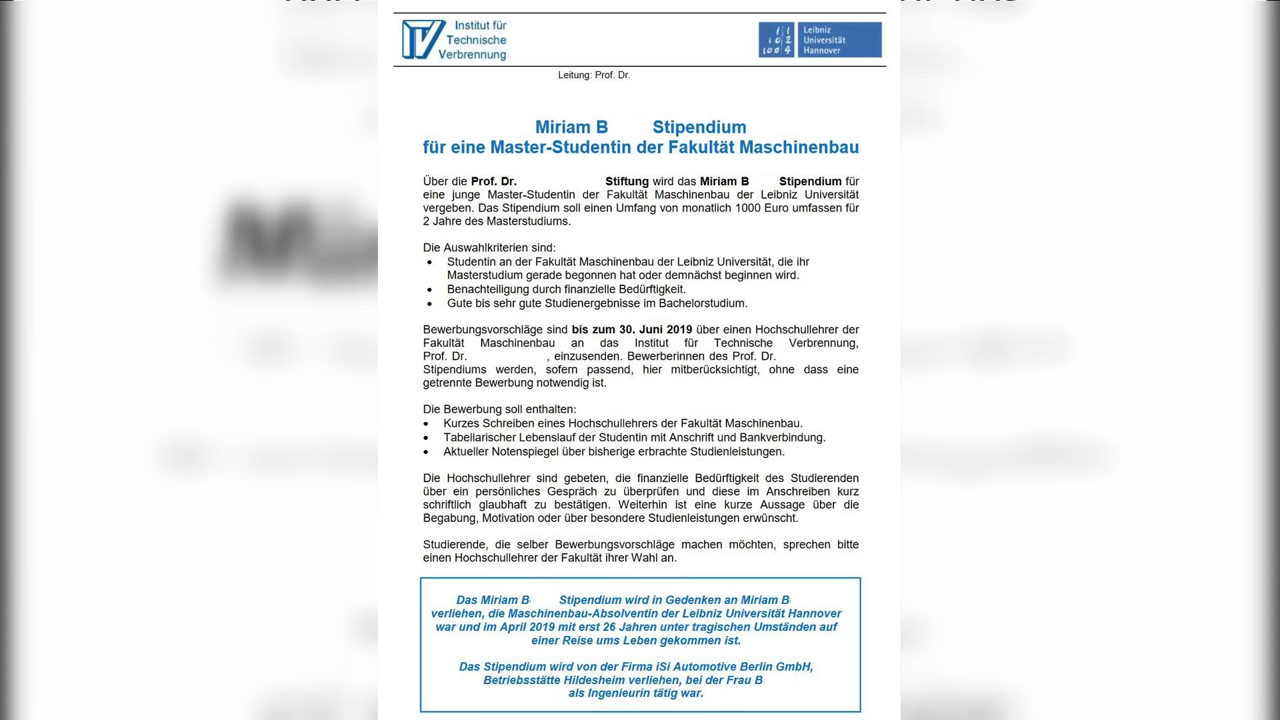 Institut für
Technische
Verbrennung
Leibniz
Universität
Hannover
Leitung: Prof. Dr.
Miriam B Stipendium
für eine Master-Studentin der Fakultät Maschinenbau
Über die Prof. Dr. Stiftung wird das Miriam B Stipendium für
eine junge Master-Studentin der Fakultät Maschinenbau der Leibniz Universität
vergeben. Das Stipendium soll einen Umfang von monatlich 1000 Euro umfassen für
2 Jahre des Masterstudiums.
Die Auswahlkriterien sind:
• Studentin an der Fakultät Maschinenbau der Leibniz Universität, die ihr
Masterstudium gerade begonnen hat oder demnächst beginnen wird.
• Benachteiligung durch finanzielle Bedürftigkeit.
• Gute bis sehr gute Studienergebnisse im Bachelorstudium.
Bewerbungsvorschläge sind bis zum 30. Juni 2019 über einen Hochschullehrer der
Fakultät Maschinenbau an das Institut für Technische Verbrennung,
Prof. Dr. , einzusenden. Bewerberinnen des Prof. Dr.
Stipendiums werden, sofern passend, hier mitberücksichtigt, ohne dass eine
getrennte Bewerbung notwendig ist.
Die Bewerbung soll enthalten:
• Kurzes Schreiben eines Hochschullehrers der Fakultät Maschinenbau.
• Tabellarischer Lebenslauf der Studentin mit Anschrift und Bankverbindung.
• Aktueller Notenspiegel über bisherige erbrachte Studienleistungen.
Die Hochschullehrer sind gebeten, die finanzielle Bedürftigkeit des Studierenden
über ein persönliches Gespräch zu überprüfen und diese im Anschreiben kurz
schriftlich glaubhaft zu bestätigen. Weiterhin ist eine kurze Aussage über die
Begabung, Motivation oder über besondere Studienleistungen erwünscht.
Studierende, die selber Bewerbungsvorschläge machen möchten, sprechen bitte
einen Hochschullehrer der Fakultät ihrer Wahl an.
Das Miriam B Stipendium wird in Gedenken an Miriam B
verliehen, die Maschinenbau-Absolventin der Leibniz Universität Hannover
war und im April 2019 mit erst 26 Jahren unter tragischen Umständen auf
einer Reise ums Leben gekommen ist.
Das Stipendium wird von der Firma iSi Automotive Berlin GmbH,
Betriebsstätte Hildesheim verliehen, bei der Frau B
als Ingenieurin tätig war.